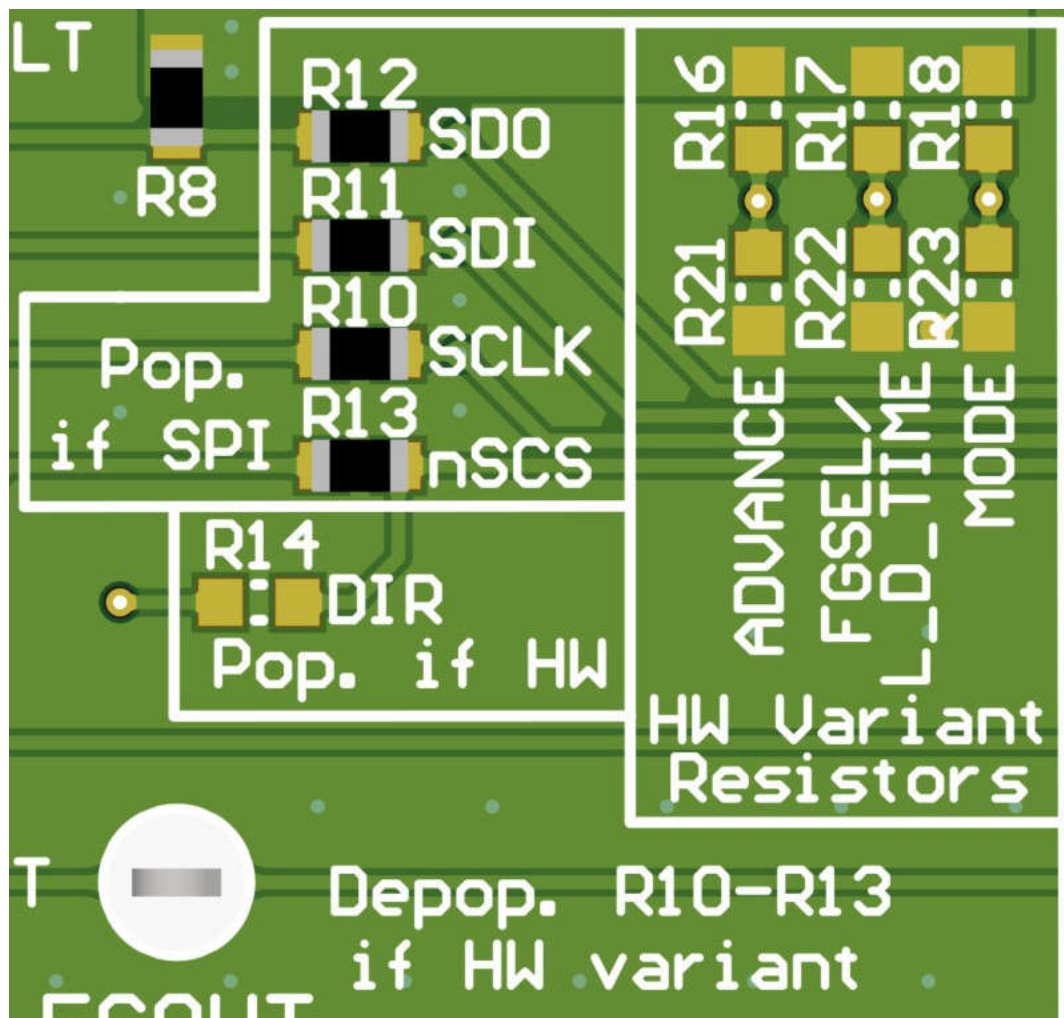 LT
R8
R12
SDO
R11
SDI
R10
SCLK
R13
nSCS
Pop.
if SPI
R14
DIR
Pop. if HW
R16
R17
R18
R21
R22
R23
ADVANCE
FGSEL/
L_D_TIME
MODE
HW Variant
Resistors
T
Depop. R10-R13
if HW variant
FGOUT